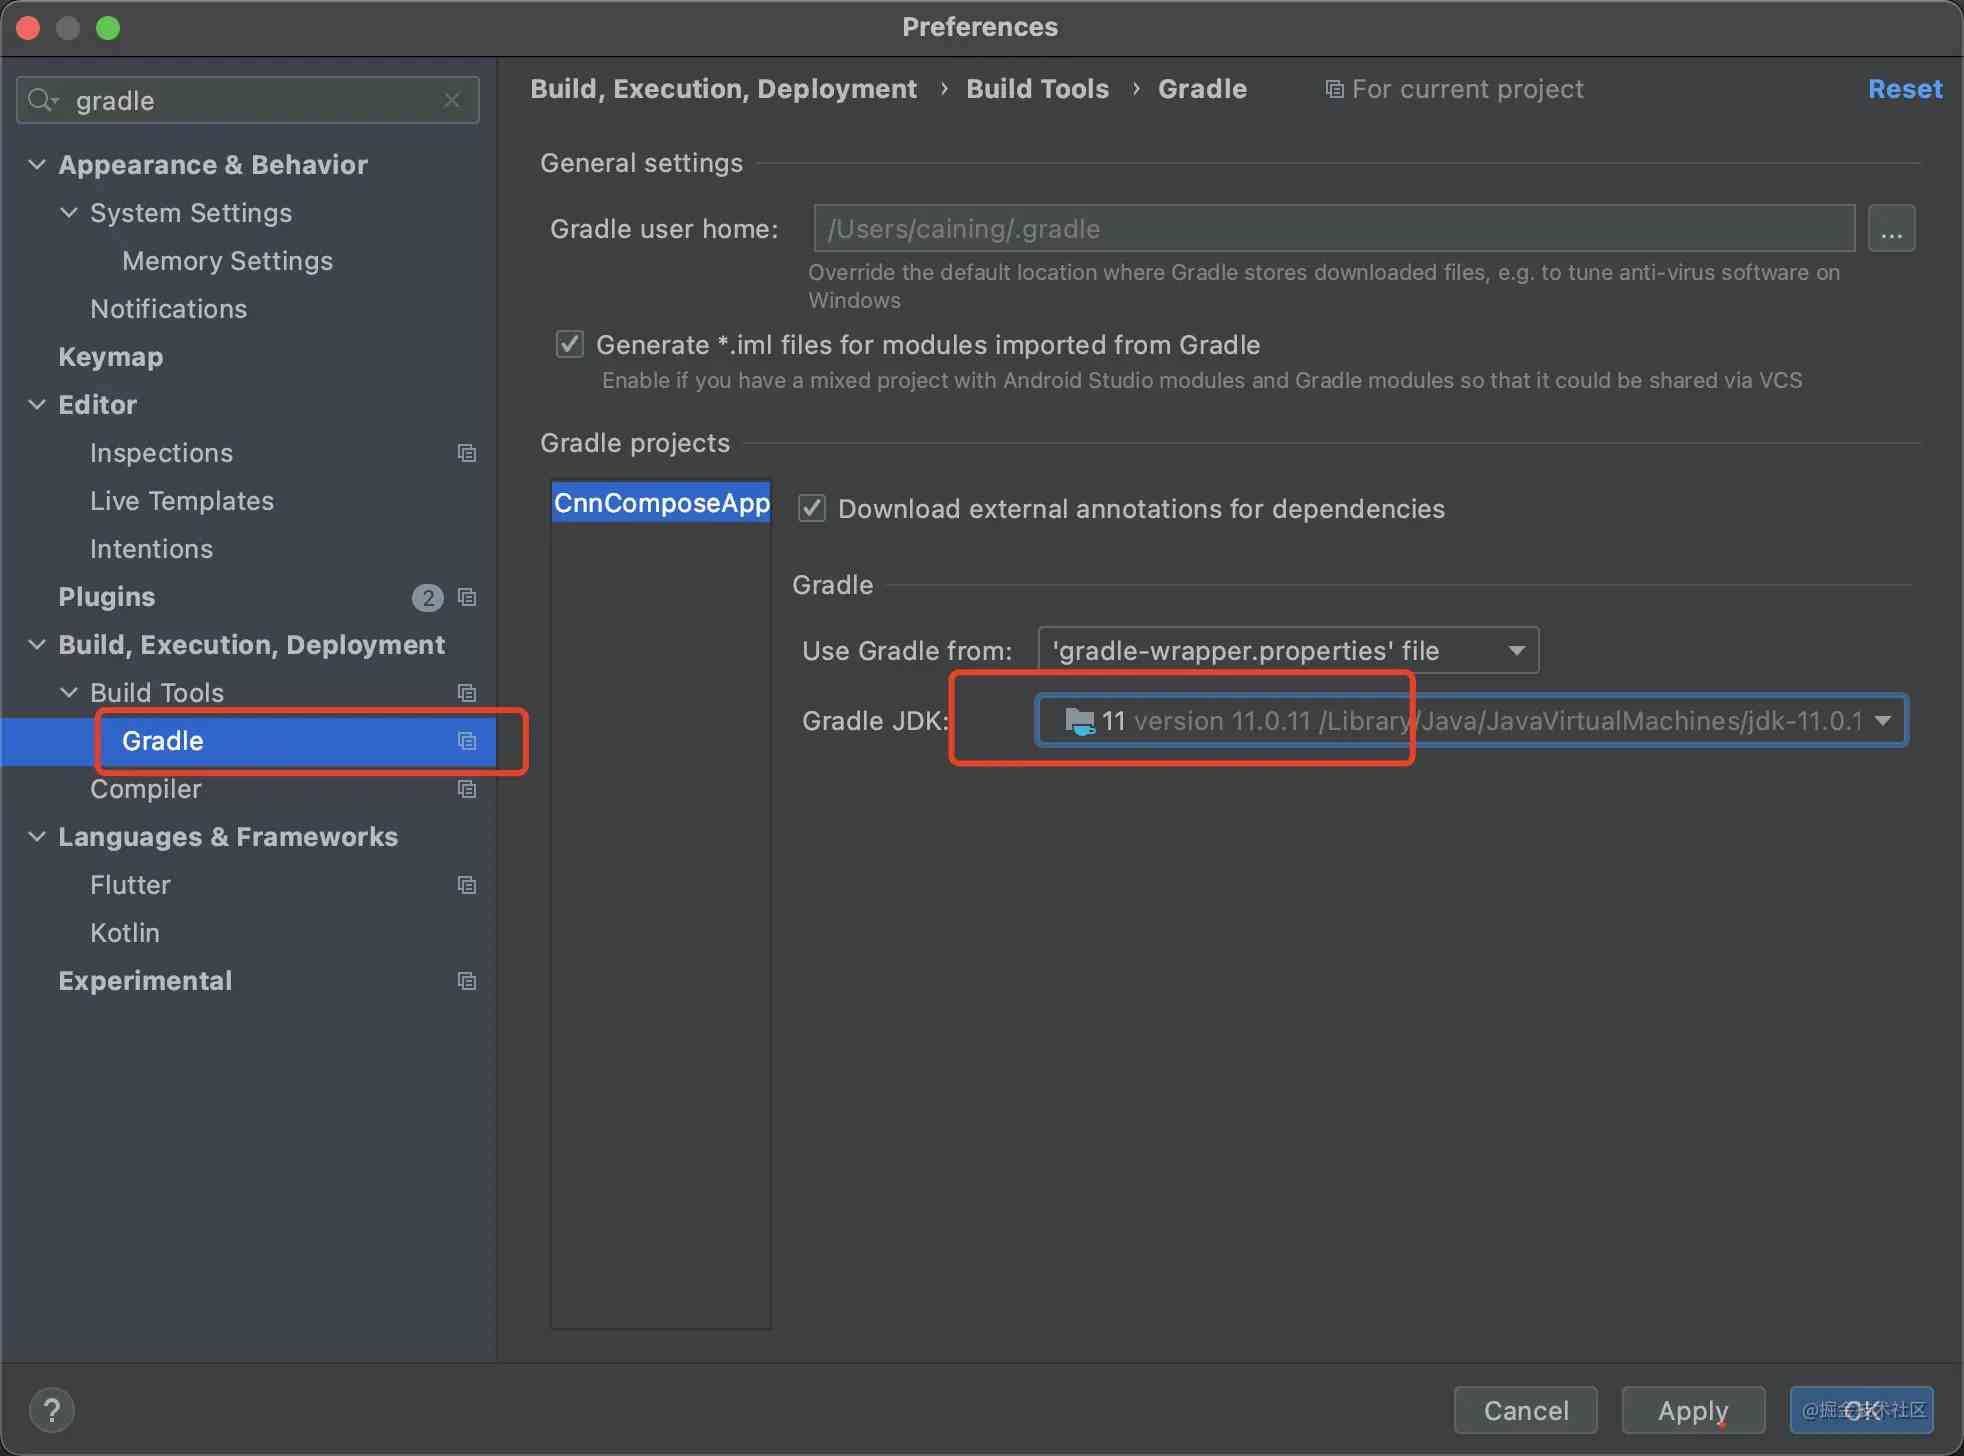 Preferences
gradle
Appearance & Behavior
System Settings
Memory Settings
Notifications
Keymap
Editor
Inspections
Live Templates
Intentions
Plugins
2
Build, Execution, Deployment
Build Tools
Gradle
Compiler
Languages & Frameworks
Flutter
Kotlin
Experimental
Build, Execution, Deployment › Build Tools › Gradle
For current project
Reset
General settings
Gradle user home: /Users/caining/.gradle
...
Override the default location where Gradle stores downloaded files, e.g. to tune anti-virus software on
Windows
Generate *.iml files for modules imported from Gradle
Enable if you have a mixed project with Android Studio modules and Gradle modules so that it could be shared via VCS
Gradle projects
CnnComposeApp
Download external annotations for dependencies
Gradle
Use Gradle from: 'gradle-wrapper.properties' file
Gradle JDK: 11 version 11.0.11 /Library/Java/JavaVirtualMachines/jdk-11.0.1
?
Cancel
Apply
OK
@掘金技术社区